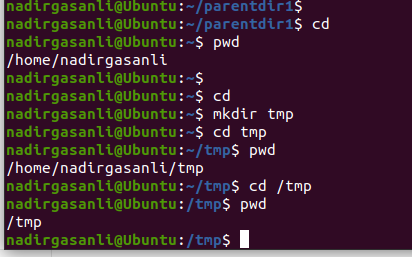 nadirgasanli@Ubuntu:~/parentdir1$
nadirgasanli@Ubuntu:~/parentdir1$ cd
nadirgasanli@Ubuntu:~$ pwd
/home/nadirgasanli
nadirgasanli@Ubuntu:~$
nadirgasanli@Ubuntu:~$ cd
nadirgasanli@Ubuntu:~$ mkdir tmp
nadirgasanli@Ubuntu:~$ cd tmp
nadirgasanli@Ubuntu:~/tmp$ pwd
/home/nadirgasanli/tmp
nadirgasanli@Ubuntu:~/tmp$ cd /tmp
nadirgasanli@Ubuntu:/tmp$ pwd
/tmp
nadirgasanli@Ubuntu:/tmp$